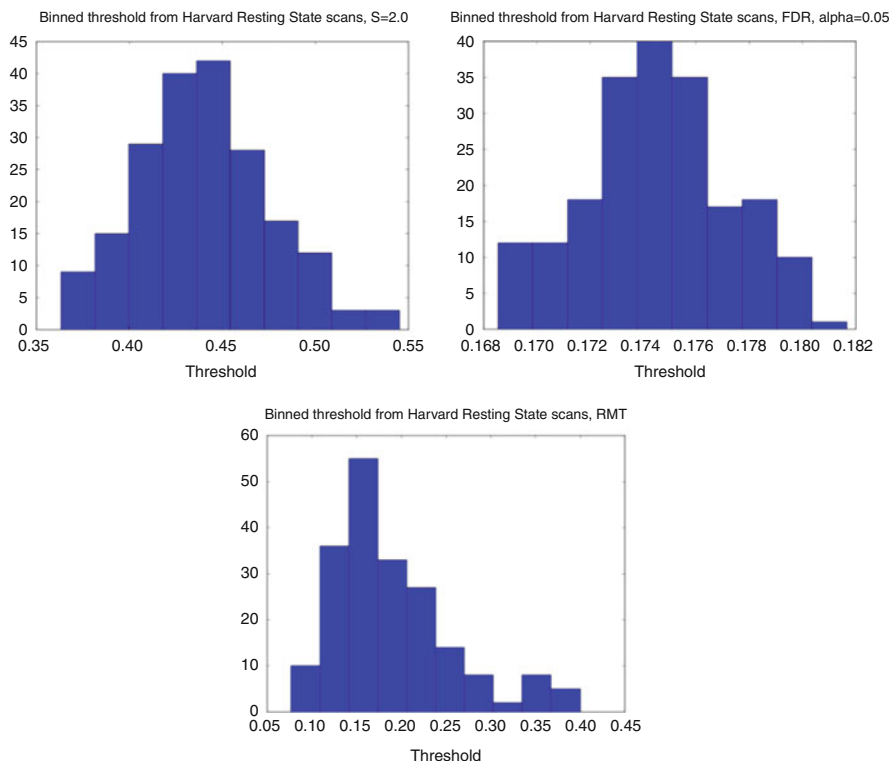 Binned threshold from Harvard Resting State scans, S=2.0
45
40
35
30
25
20
15
10
5
0
0.35 0.40 0.45 0.50 0.55
Threshold
Binned threshold from Harvard Resting State scans, FDR, alpha=0.05
40
35
30
25
20
15
10
5
0
0.168 0.170 0.172 0.174 0.176 0.178 0.180 0.182
Threshold
Binned threshold from Harvard Resting State scans, RMT
60
50
40
30
20
10
0
0.05 0.10 0.15 0.20 0.25 0.30 0.35 0.40 0.45
Threshold